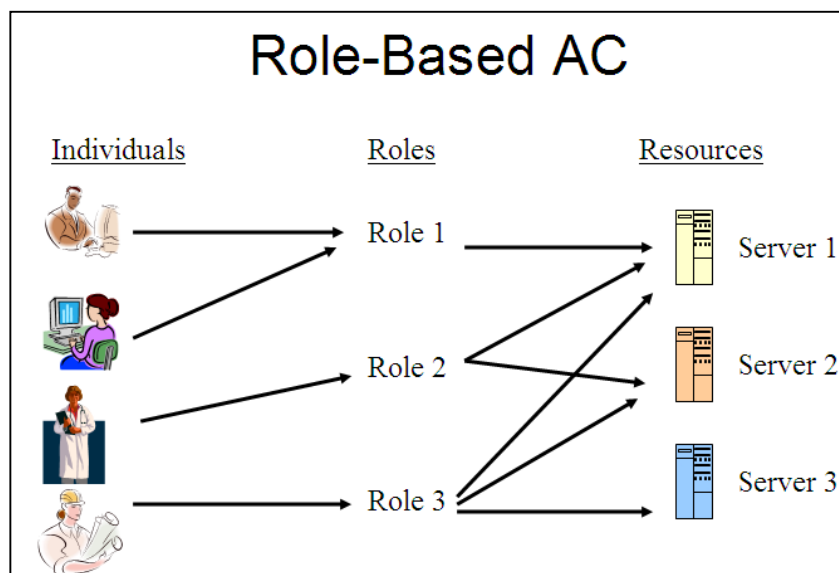 Role-Based AC
Individuals
Roles
Resources
Role 1
Server 1
Role 2
Server 2
Role 3
Server 3